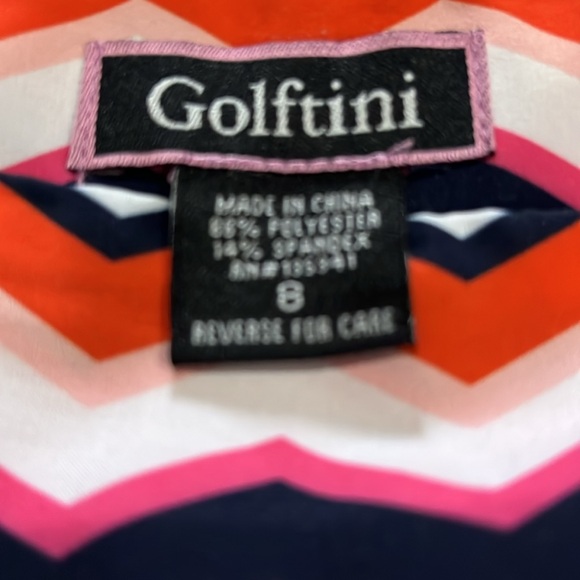 Golftini
MADE IN CHINA
86% POLYESTER
14% SPANDEX
8
REVERSE FOR CARE